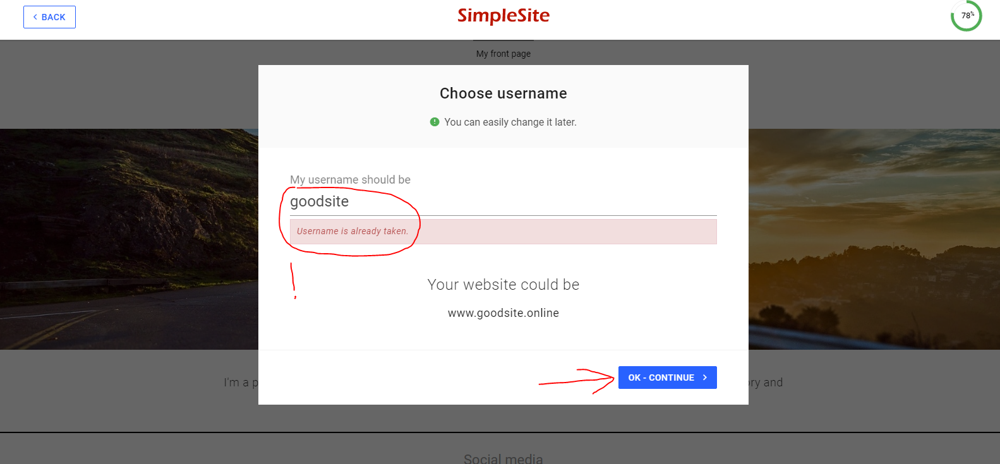 BACK
SimpleSite
78%
My front page
Choose username
You can easily change it later.
My username should be
goodsite
Username is already taken.
!
Your website could be
www.goodsite.online
OK - CONTINUE
I'm a p
ory and
Social media